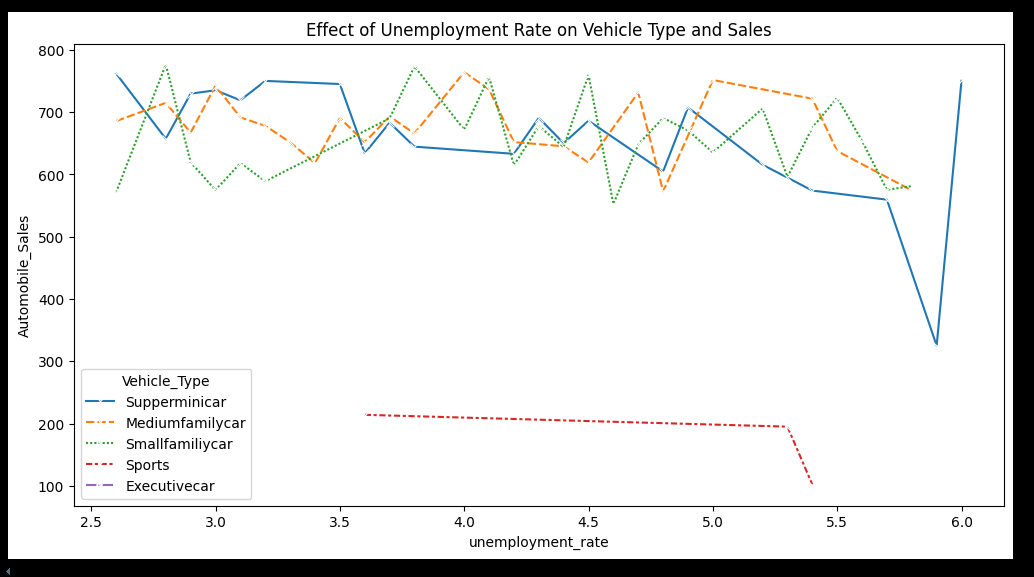 Effect of Unemployment Rate on Vehicle Type and Sales
800
700
600
500
400
300
200
100
Automobile_Sales
Vehicle_Type
Supperminicar
Mediumfamilycar
Smallfamiliycar
Sports
Executivecar
2.5 3.0 3.5 4.0 4.5 5.0 5.5 6.0
unemployment_rate